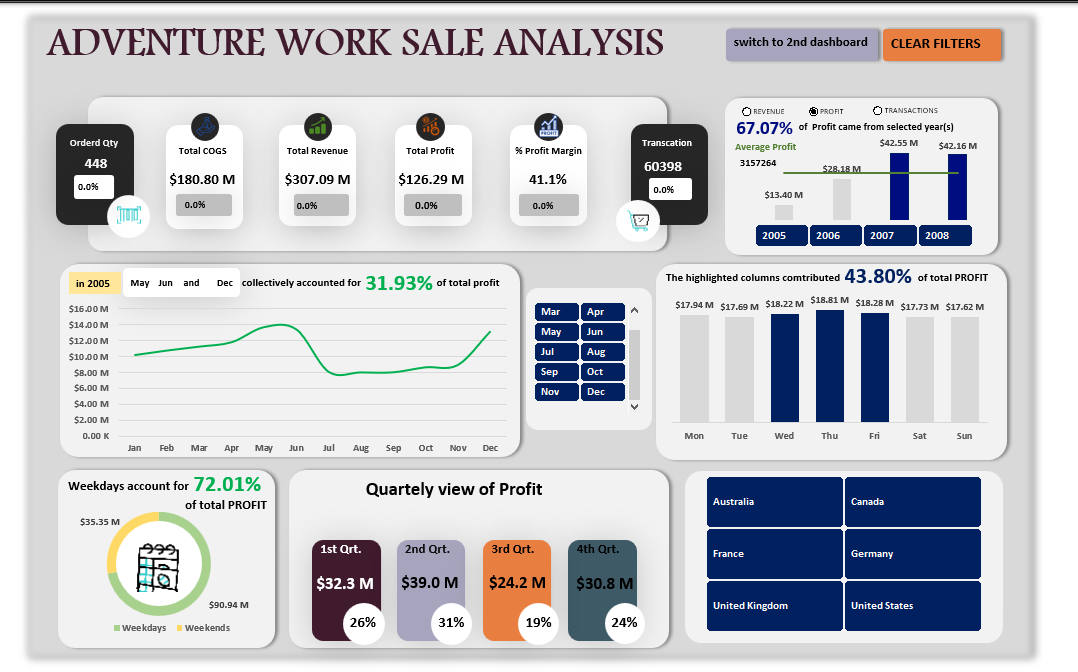 ADVENTURE WORK SALE ANALYSIS
switch to 2nd dashboard
CLEAR FILTERS
Orderd Qty
448
0.0%
Total COGS
$180.80 M
0.0%
Total Revenue
$307.09 M
0.0%
Total Profit
$126.29 M
0.0%
PROFIT
% Profit Margin
41.1%
0.0%
Transcation
60398
0.0%
REVENUE PROFIT TRANSACTIONS
67.07% of Profit came from selected year(s)
Average Profit
3157264
$13.40 M
$28.18 M
$42.55 M
$42.16 M
2005 2006 2007 2008
in 2005 May Jun and Dec collectively accounted for 31.93% of total profit
$16.00 M
$14.00 M
$12.00 M
$10.00 M
$8.00 M
$6.00 M
$4.00 M
$2.00 M
0.00 K
Jan Feb Mar Apr May Jun Jul Aug Sep Oct Nov Dec
Mar Apr
May Jun
Jul Aug
Sep Oct
Nov Dec
The highlighted columns comtributed 43.80% of total PROFIT
$17.94 M $17.69 M $18.22 M $18.81 M $18.28 M $17.73 M $17.62 M
Mon Tue Wed Thu Fri Sat Sun
Weekdays account for 72.01%
of total PROFIT
$35.35 M
$90.94 M
Weekdays Weekends
Quartely view of Profit
1st Qrt.
$32.3 M
26%
2nd Qrt.
$39.0 M
31%
3rd Qrt.
$24.2 M
19%
4th Qrt.
$30.8 M
24%
Australia Canada
France Germany
United Kingdom United States